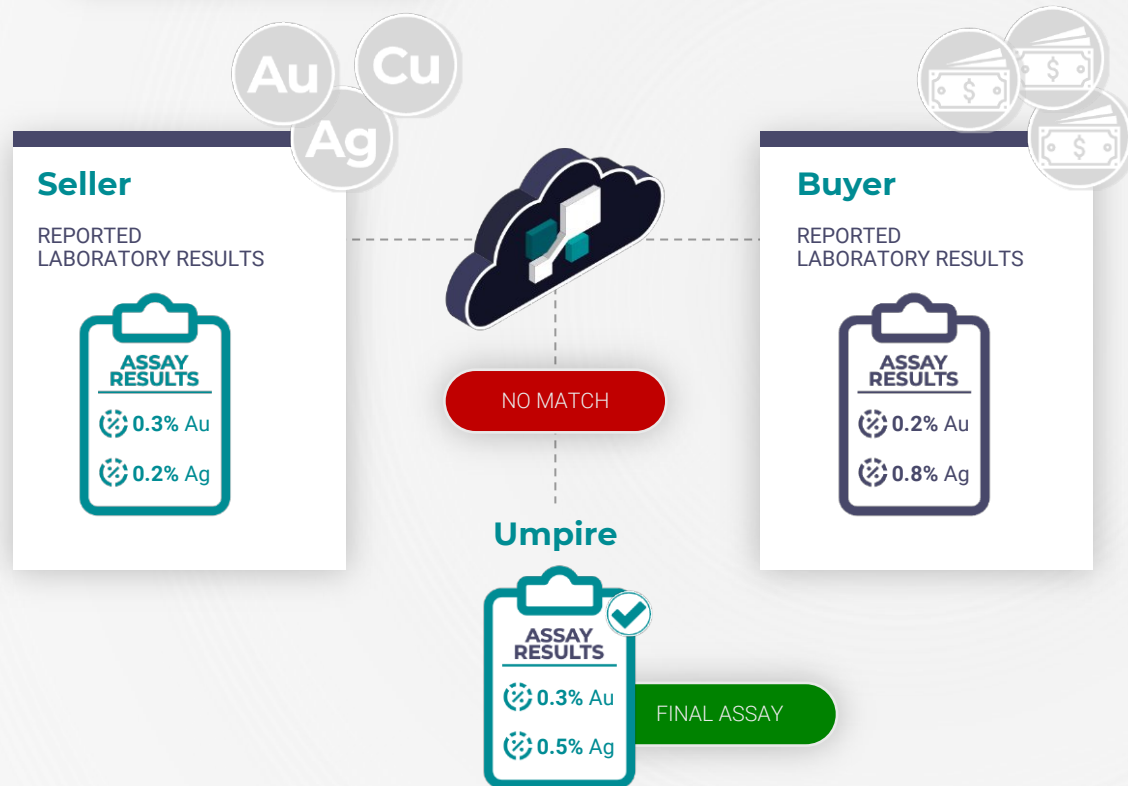 Au
Cu
Ag
$
$
$
Seller
REPORTED
LABORATORY RESULTS
ASSAY
RESULTS
0.3% Au
0.2% Ag
NO MATCH
Buyer
REPORTED
LABORATORY RESULTS
ASSAY
RESULTS
0.2% Au
0.8% Ag
Umpire
ASSAY
RESULTS
0.3% Au
0.5% Ag
FINAL ASSAY